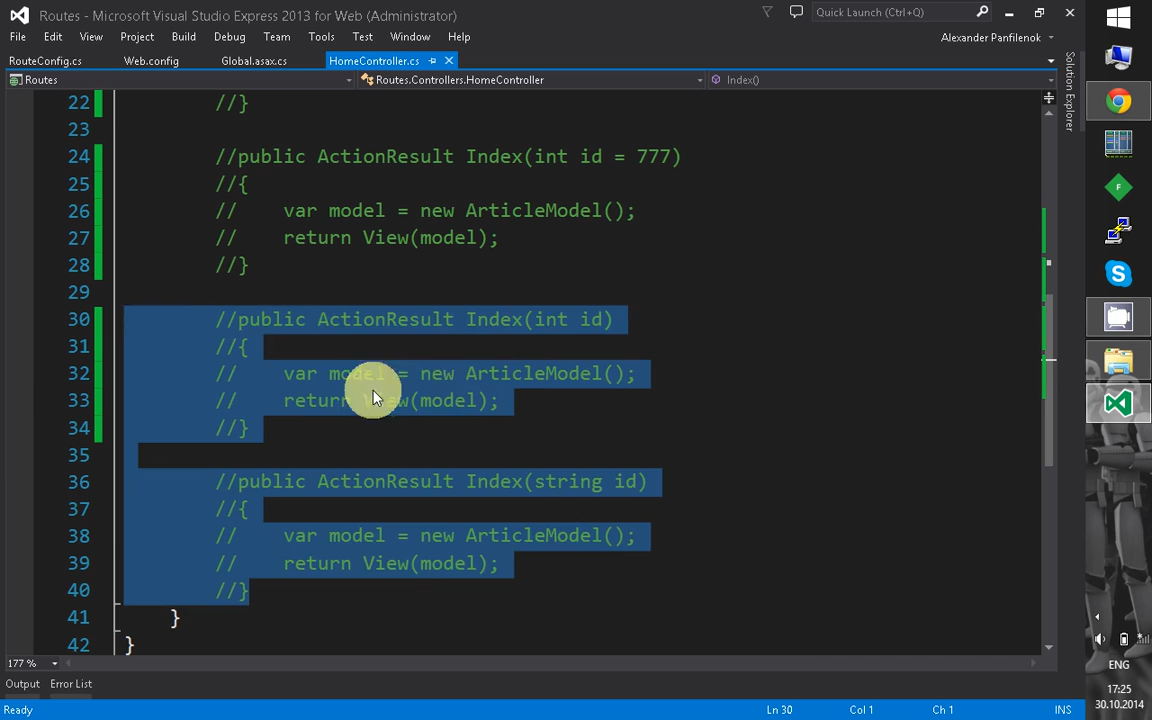 Routes - Microsoft Visual Studio Express 2013 for Web (Administrator)
Quick Launch (Ctrl+Q)
File Edit View Project Build Debug Team Tools Test Window Help
Alexander Panfilenok
RouteConfig.cs Web.config Global.asax.cs HomeController.cs
Routes Routes.Controllers.HomeController Index()
Solution Explorer
22 //}
23
24 //public ActionResult Index(int id = 777)
25 //{
26 // var model = new ArticleModel();
27 // return View(model);
28 //}
29
30 //public ActionResult Index(int id)
31 //{
32 // var model = new ArticleModel();
33 // return View(model);
34 //}
35
36 //public ActionResult Index(string id)
37 //{
38 // var model = new ArticleModel();
39 // return View(model);
40 //}
41 }
42 }
177 %
Output Error List
Ready Ln 30 Col 1 Ch 1 INS
F
S
ENG
17:25
30.10.2014